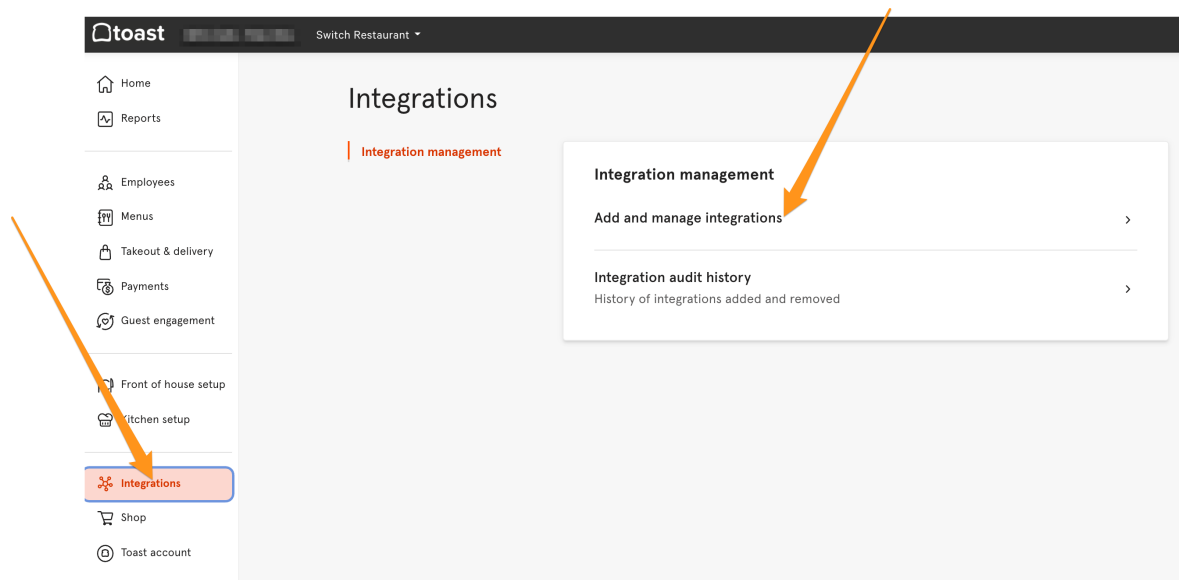 toast
Switch Restaurant
Home
Reports
Employees
Menus
Takeout & delivery
Payments
Guest engagement
Front of house setup
Kitchen setup
Integrations
Shop
Toast account
Integrations
Integration management
Integration management
Add and manage integrations
Integration audit history
History of integrations added and removed